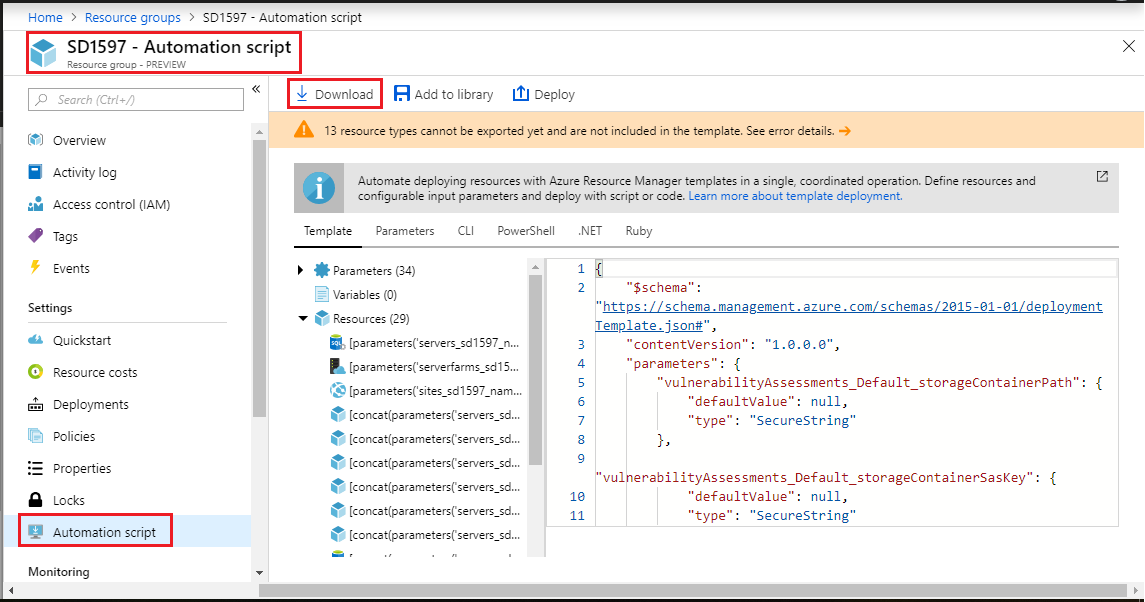 Home > Resource groups > SD1597 - Automation script
SD1597 - Automation script
Resource group - PREVIEW
Search (Ctrl+/)
«
Overview
Activity log
Access control (IAM)
Tags
Events
Settings
Quickstart
Resource costs
Deployments
Policies
Properties
Locks
Automation script
Monitoring
Download Add to library Deploy
13 resource types cannot be exported yet and are not included in the template. See error details. →
Automate deploying resources with Azure Resource Manager templates in a single, coordinated operation. Define resources and
configurable input parameters and deploy with script or code. Learn more about template deployment.
Template Parameters CLI PowerShell .NET Ruby
Parameters (34)
Variables (0)
Resources (29)
[parameters('servers_sd1597_n...
[parameters('serverfarms_sd15...
[parameters('sites_sd1597_nam...
[concat(parameters('servers_sd...
[concat(parameters('servers_sd...
[concat(parameters('servers_sd...
[concat(parameters('servers_sd...
[concat(parameters('servers_sd...
[concat(parameters('servers_sd...
1 {
2 "$schema":
"https://schema.management.azure.com/schemas/2015-01-01/deployment
Template.json#",
3 "contentVersion": "1.0.0.0",
4 "parameters": {
5 "vulnerabilityAssessments_Default_storageContainerPath": {
6 "defaultValue": null,
7 "type": "SecureString"
8 },
9
"vulnerabilityAssessments_Default_storageContainerSasKey": {
10 "defaultValue": null,
11 "type": "SecureString"